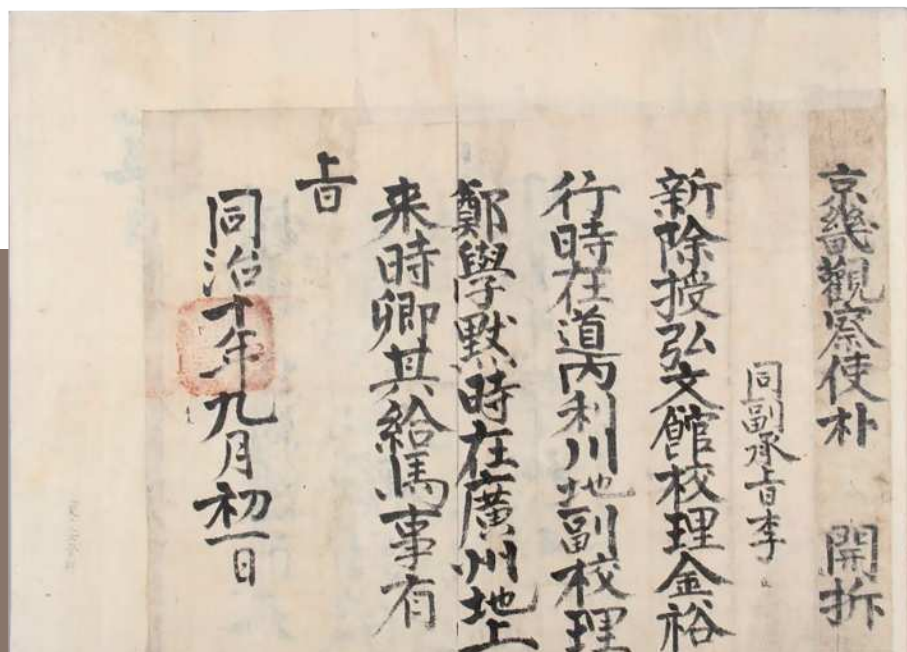 京畿觀察使朴 開拆
同副承旨李
新除授弘文館校理金裕
行時在道內利川地副校理
鄭學默時在廣州地上
来時卿其給馬事有
旨
同治十年九月初一日